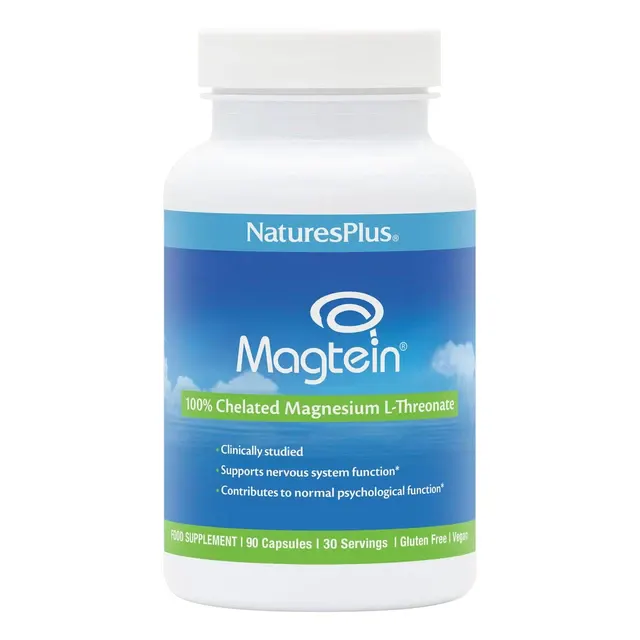 NaturesPlus®
Magtein®
100% Chelated Magnesium L-Threonate
• Clinically studied
• Supports nervous system function*
• Contributes to normal psychological function*
FOOD SUPPLEMENT | 90 Capsules | 30 Servings | Gluten Free | Vegan